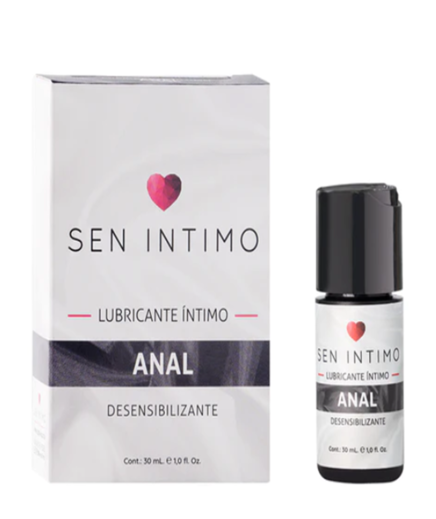 SEN INTIMO
LUBRICANTE ÍNTIMO
ANAL
DESENSIBILIZANTE
Cont.: 30 mL. ℮ 1,0 fl. Oz.
SEN INTIMO
LUBRICANTE ÍNTIMO
ANAL
DESENSIBILIZANTE
Cont.: 30 mL. ℮ 1,0 fl. Oz.